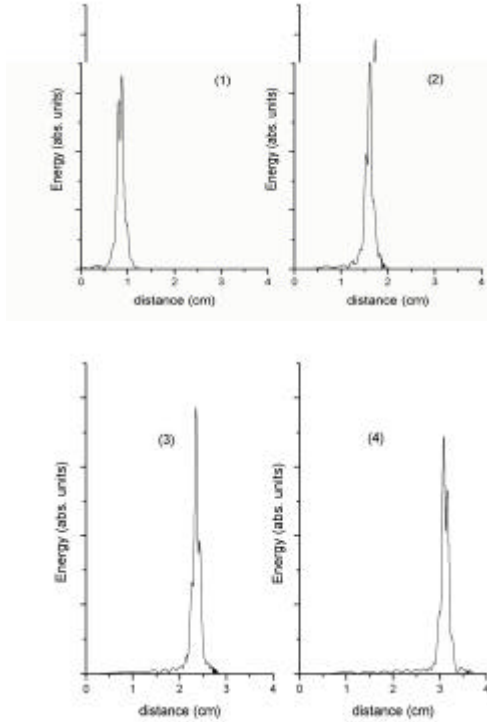 (1)
Energy (abs. units)
0 1 2 3 4
distance (cm)
(2)
Energy (abs. units)
0 1 2 3 4
distance (cm)
(3)
Energy (abs. units)
0 1 2 3 4
distance (cm)
(4)
Energy (abs. units)
0 1 2 3 4
distance (cm)